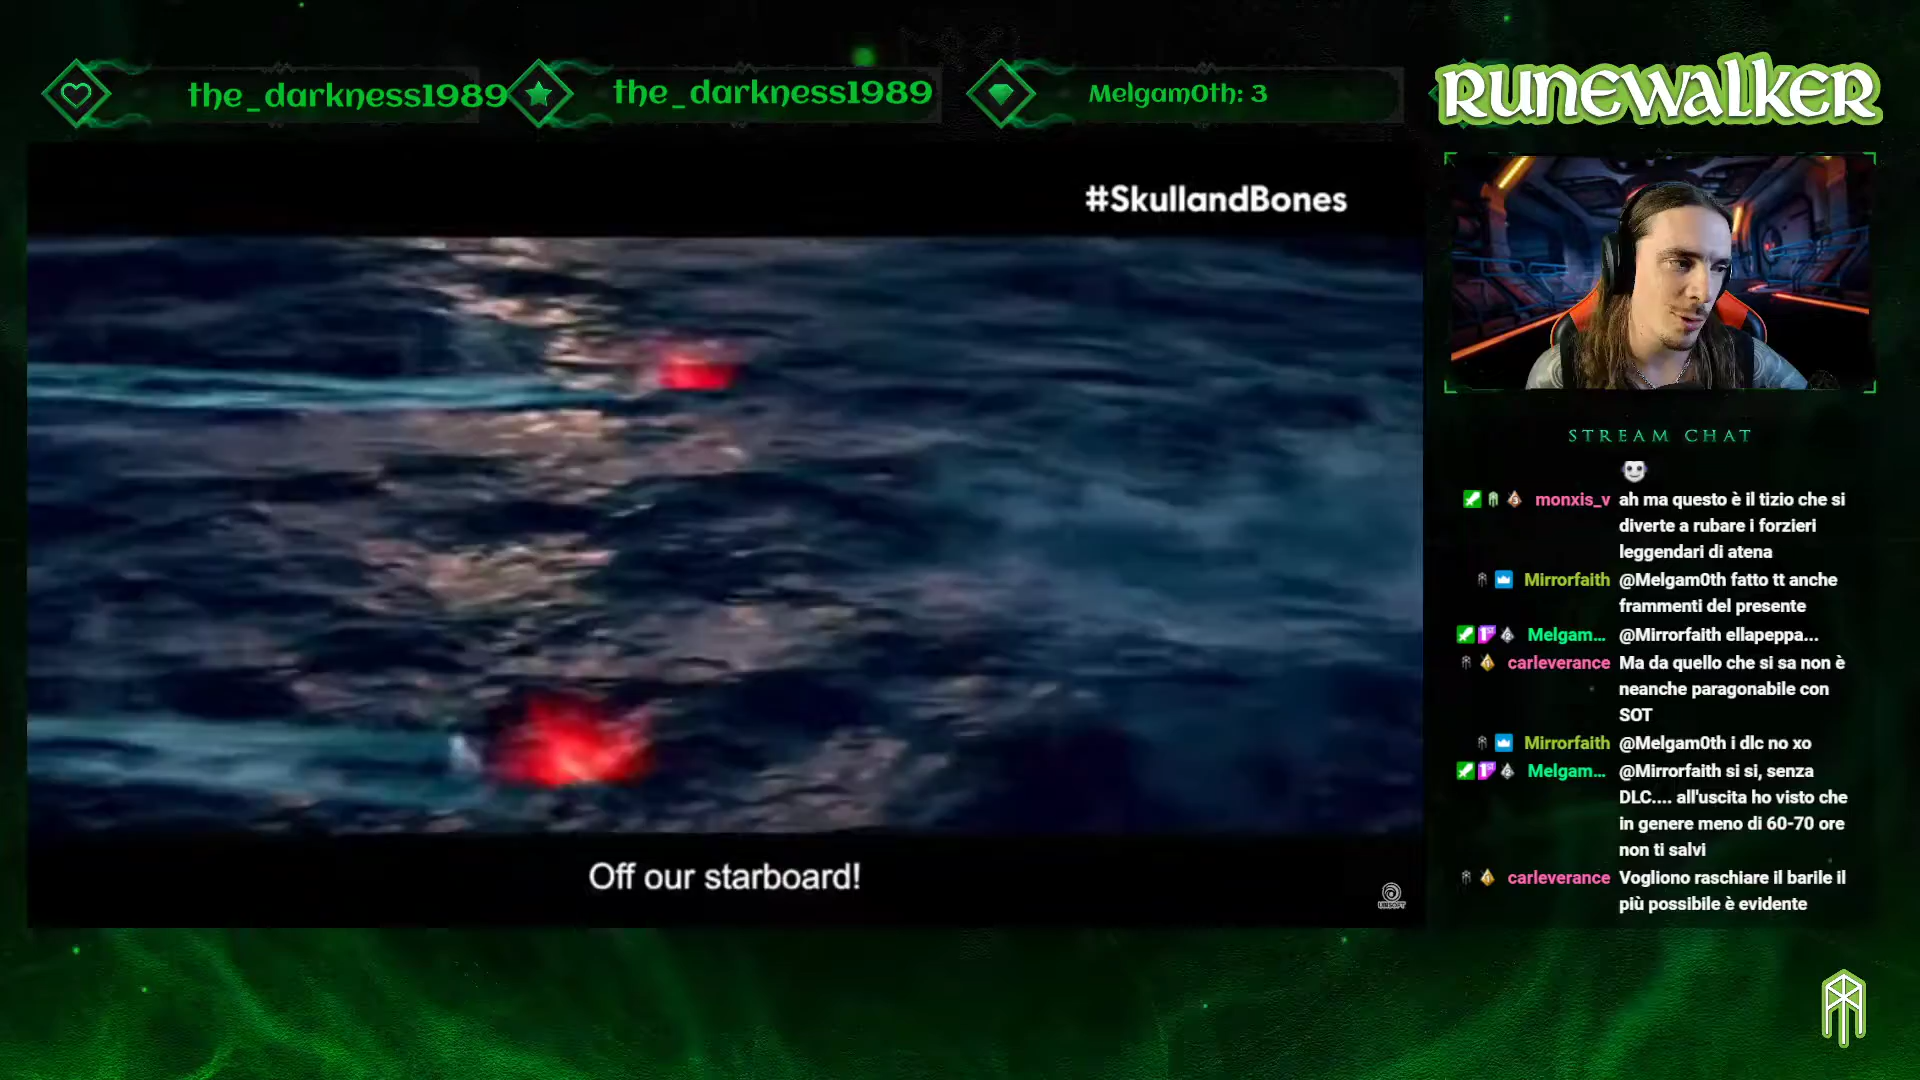 the_darkness1989
the_darkness1989
Melgam0th: 3
RUNEWALKER
#SkullandBones
STREAM CHAT
monxis_v ah ma questo è il tizio che si
diverte a rubare i forzieri
leggendari di atena
Mirrorfaith @Melgam0th fatto tt anche
frammenti del presente
Melgam... @Mirrorfaith ellapeppa...
carleverance Ma da quello che si sa non è
neanche paragonabile con
SOT
Mirrorfaith @Melgam0th i dlc no xo
Melgam... @Mirrorfaith si si, senza
DLC.... all'uscita ho visto che
in genere meno di 60-70 ore
non ti salvi
carleverance Vogliono raschiare il barile il
più possibile è evidente
Off our starboard!
UBISOFT